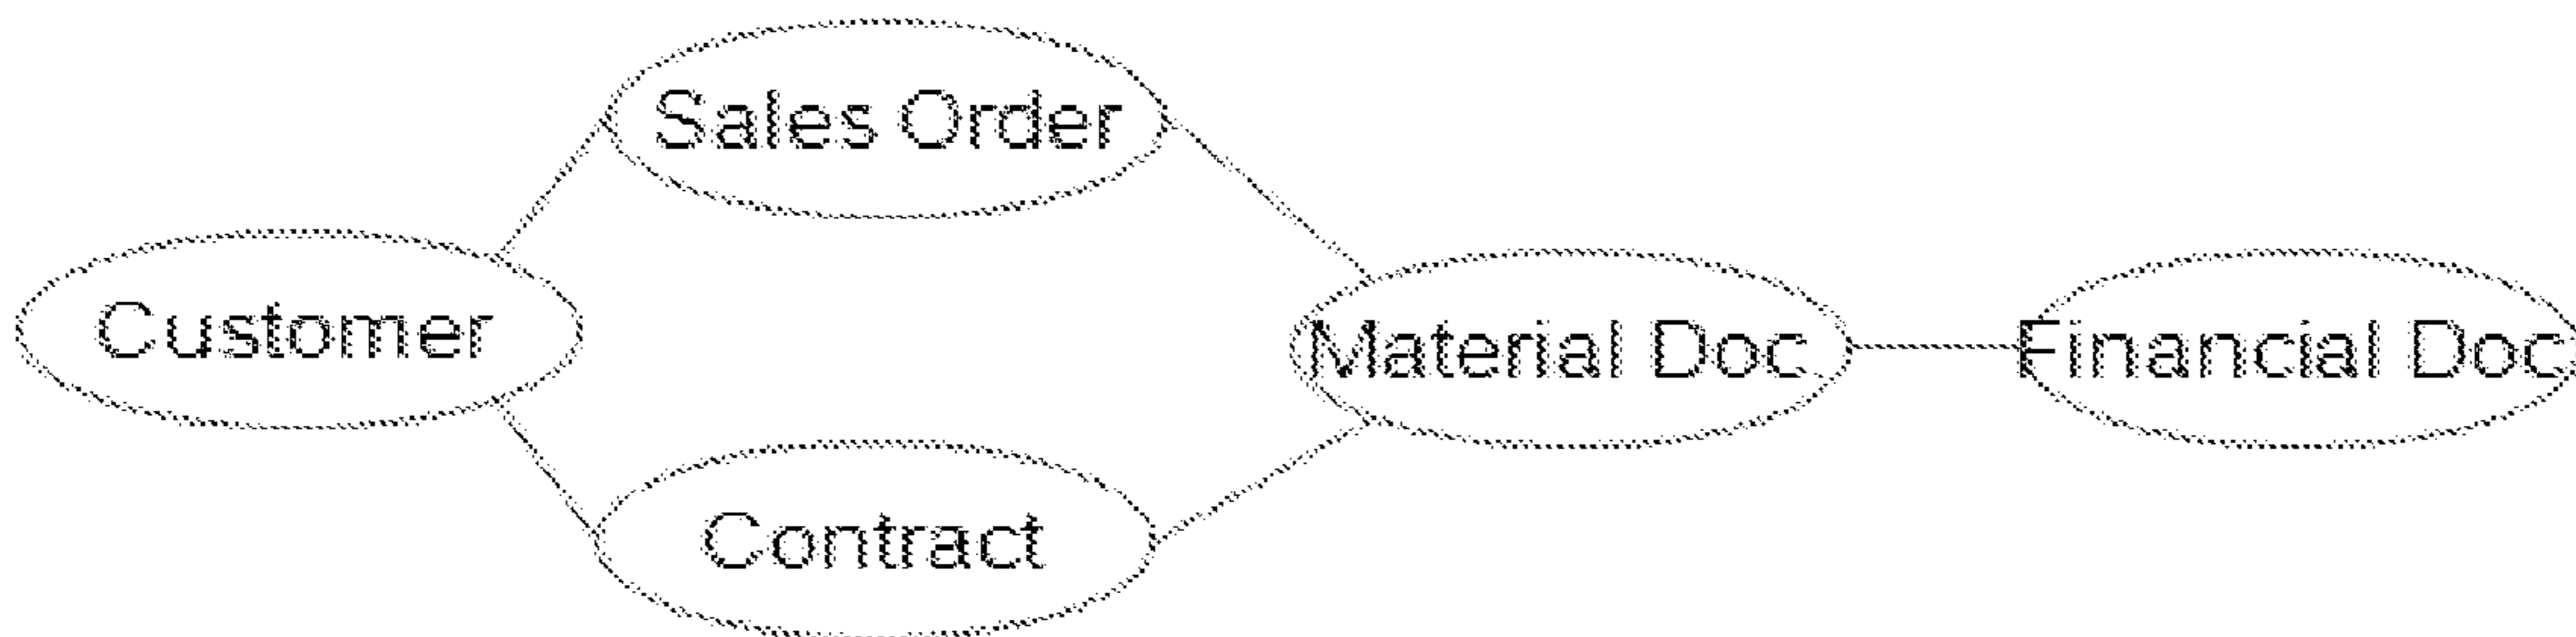 Sales Order
Customer
Material Doc
Financial Doc
Contract